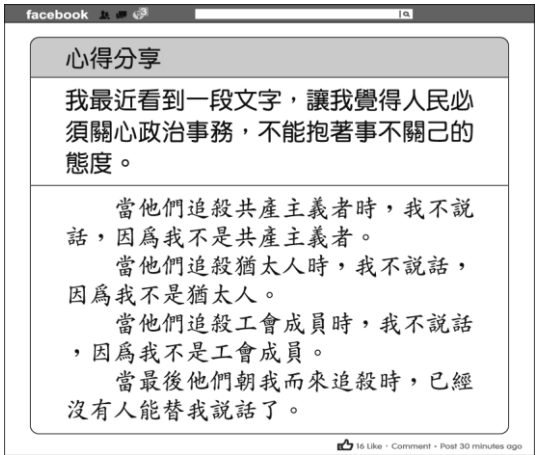 facebook
3
心得分享
我最近看到一段文字，讓我覺得人民必
須關心政治事務，不能抱著事不關己的
態度。
當他們追殺共產主義者時，我不說
話，因為我不是共產主義者。
當他們追殺猶太人時，我不說話，
因為我不是猶太人。
當他們追殺工會成員時，我不說話
，因為我不是工會成員。
當最後他們朝我而來追殺時，已經
沒有人能替我說話了。
16 Like · Comment · Post 30 minutes ago